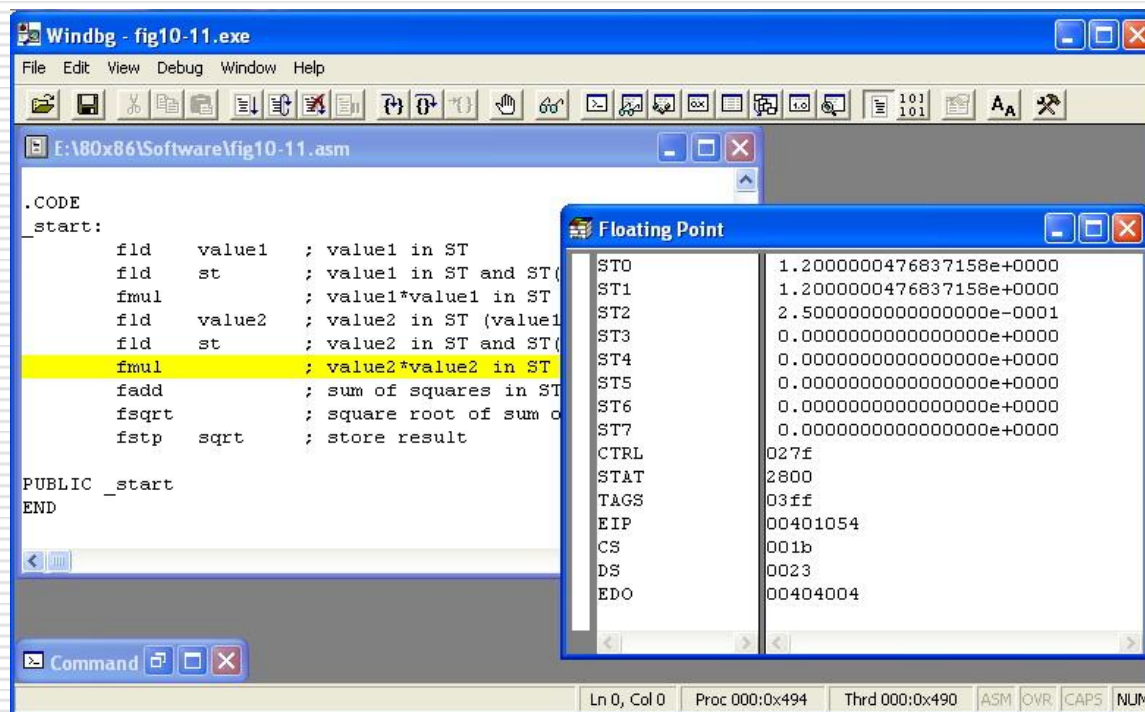 Windbg - fig10-11.exe
File Edit View Debug Window Help
101
101
1.0
AA
E:\80x86\Software\fig10-11.asm
.CODE
_start:
fld value1 ; value1 in ST
fld st ; value1 in ST and ST(
fmul ; value1*value1 in ST
fld value2 ; value2 in ST (value1
fld st ; value2 in ST and ST(
fmul ; value2*value2 in ST
fadd ; sum of squares in ST
fsqrt ; square root of sum o
fstp sqrt ; store result
PUBLIC _start
END
Floating Point
ST0 1.2000000476837158e+0000
ST1 1.2000000476837158e+0000
ST2 2.5000000000000000e-0001
ST3 0.0000000000000000e+0000
ST4 0.0000000000000000e+0000
ST5 0.0000000000000000e+0000
ST6 0.0000000000000000e+0000
ST7 0.0000000000000000e+0000
CTRL 027f
STAT 2800
TAGS 03ff
EIP 00401054
CS 001b
DS 0023
EDO 00404004
Command
Ln 0, Col 0 Proc 000:0x494 Thrd 000:0x490 ASM OVR CAPS NUM